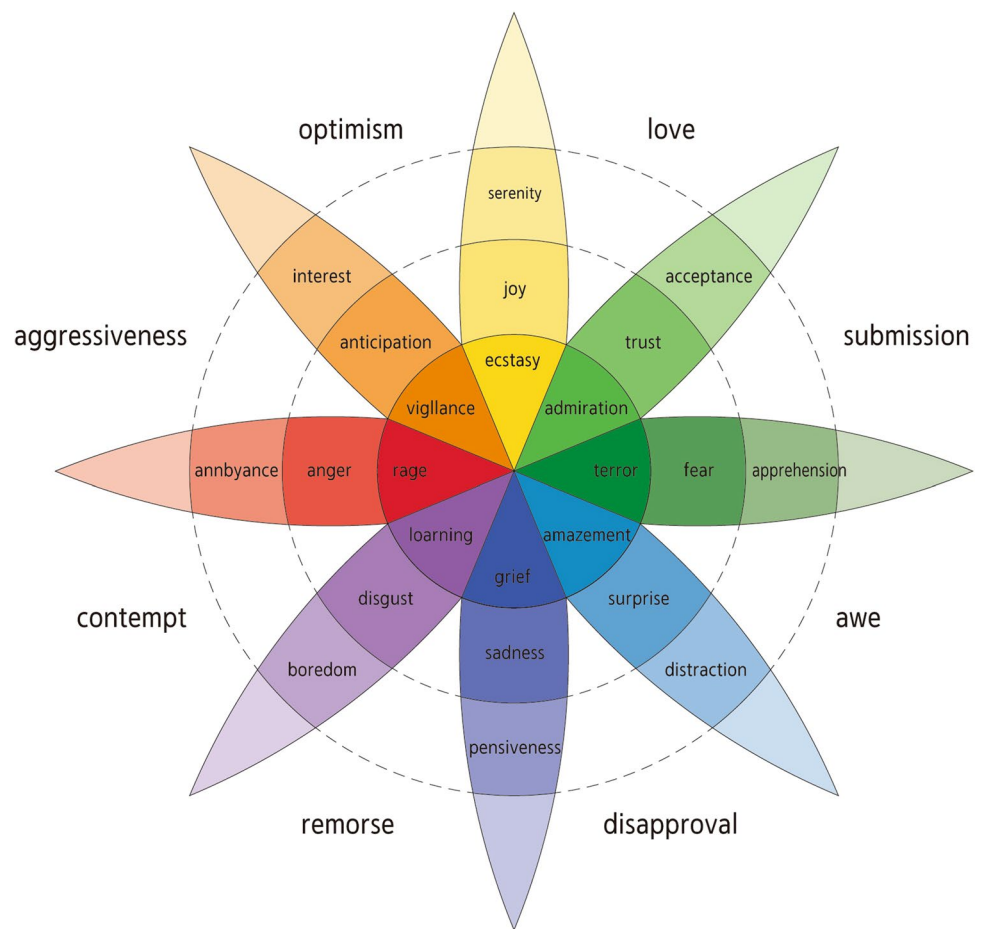 optimism
love
serenity
interest
acceptance
joy
aggressiveness
anticipation
trust
submission
ecstasy
vigllance
admiration
annbyance
anger
rage
terror
fear
apprehension
loarning
amazement
grief
disgust
surprise
contempt
awe
sadness
boredom
distraction
pensiveness
remorse
disapproval